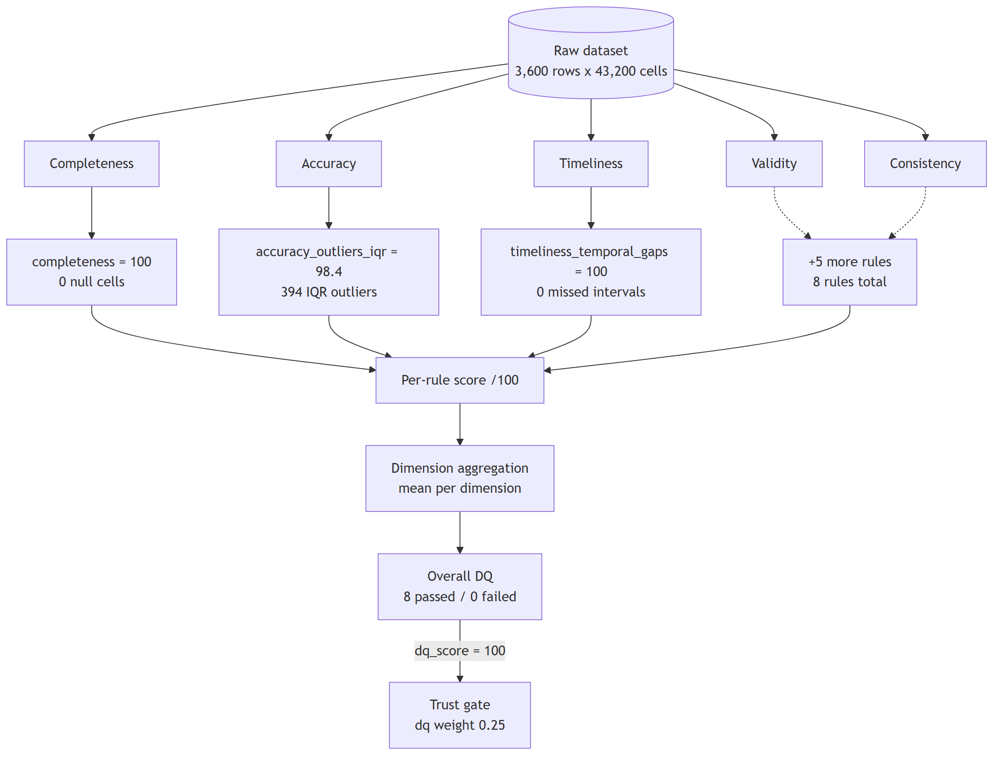 Raw dataset
3,600 rows x 43,200 cells
Completeness
Accuracy
Timeliness
Validity
Consistency
completeness = 100
0 null cells
accuracy_outliers_iqr =
98.4
394 IQR outliers
timeliness_temporal_gaps
= 100
0 missed intervals
+5 more rules
8 rules total
Per-rule score /100
Dimension aggregation
mean per dimension
Overall DQ
8 passed / 0 failed
dq_score = 100
Trust gate
dq weight 0.25